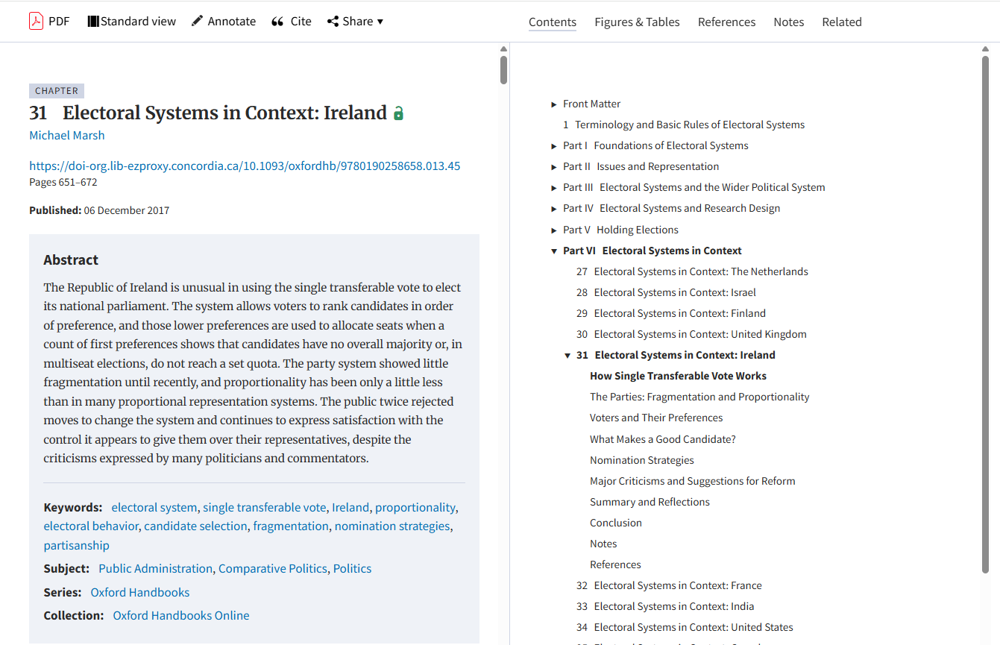 PDF Standard view Annotate Cite Share
Contents Figures & Tables References Notes Related
CHAPTER
31 Electoral Systems in Context: Ireland
Michael Marsh
https://doi-org.lib-ezproxy.concordia.ca/10.1093/oxfordhb/9780190258658.013.45
Pages 651–672
Published: 06 December 2017
Abstract
The Republic of Ireland is unusual in using the single transferable vote to elect
its national parliament. The system allows voters to rank candidates in order
of preference, and those lower preferences are used to allocate seats when a
count of first preferences shows that candidates have no overall majority or, in
multiseat elections, do not reach a set quota. The party system showed little
fragmentation until recently, and proportionality has been only a little less
than in many proportional representation systems. The public twice rejected
moves to change the system and continues to express satisfaction with the
control it appears to give them over their representatives, despite the
criticisms expressed by many politicians and commentators.
Keywords: electoral system, single transferable vote, Ireland, proportionality,
electoral behavior, candidate selection, fragmentation, nomination strategies,
partisanship
Subject: Public Administration, Comparative Politics, Politics
Series: Oxford Handbooks
Collection: Oxford Handbooks Online
Front Matter
1 Terminology and Basic Rules of Electoral Systems
Part I Foundations of Electoral Systems
Part II Issues and Representation
Part III Electoral Systems and the Wider Political System
Part IV Electoral Systems and Research Design
Part V Holding Elections
Part VI Electoral Systems in Context
27 Electoral Systems in Context: The Netherlands
28 Electoral Systems in Context: Israel
29 Electoral Systems in Context: Finland
30 Electoral Systems in Context: United Kingdom
31 Electoral Systems in Context: Ireland
How Single Transferable Vote Works
The Parties: Fragmentation and Proportionality
Voters and Their Preferences
What Makes a Good Candidate?
Nomination Strategies
Major Criticisms and Suggestions for Reform
Summary and Reflections
Conclusion
Notes
References
32 Electoral Systems in Context: France
33 Electoral Systems in Context: India
34 Electoral Systems in Context: United States